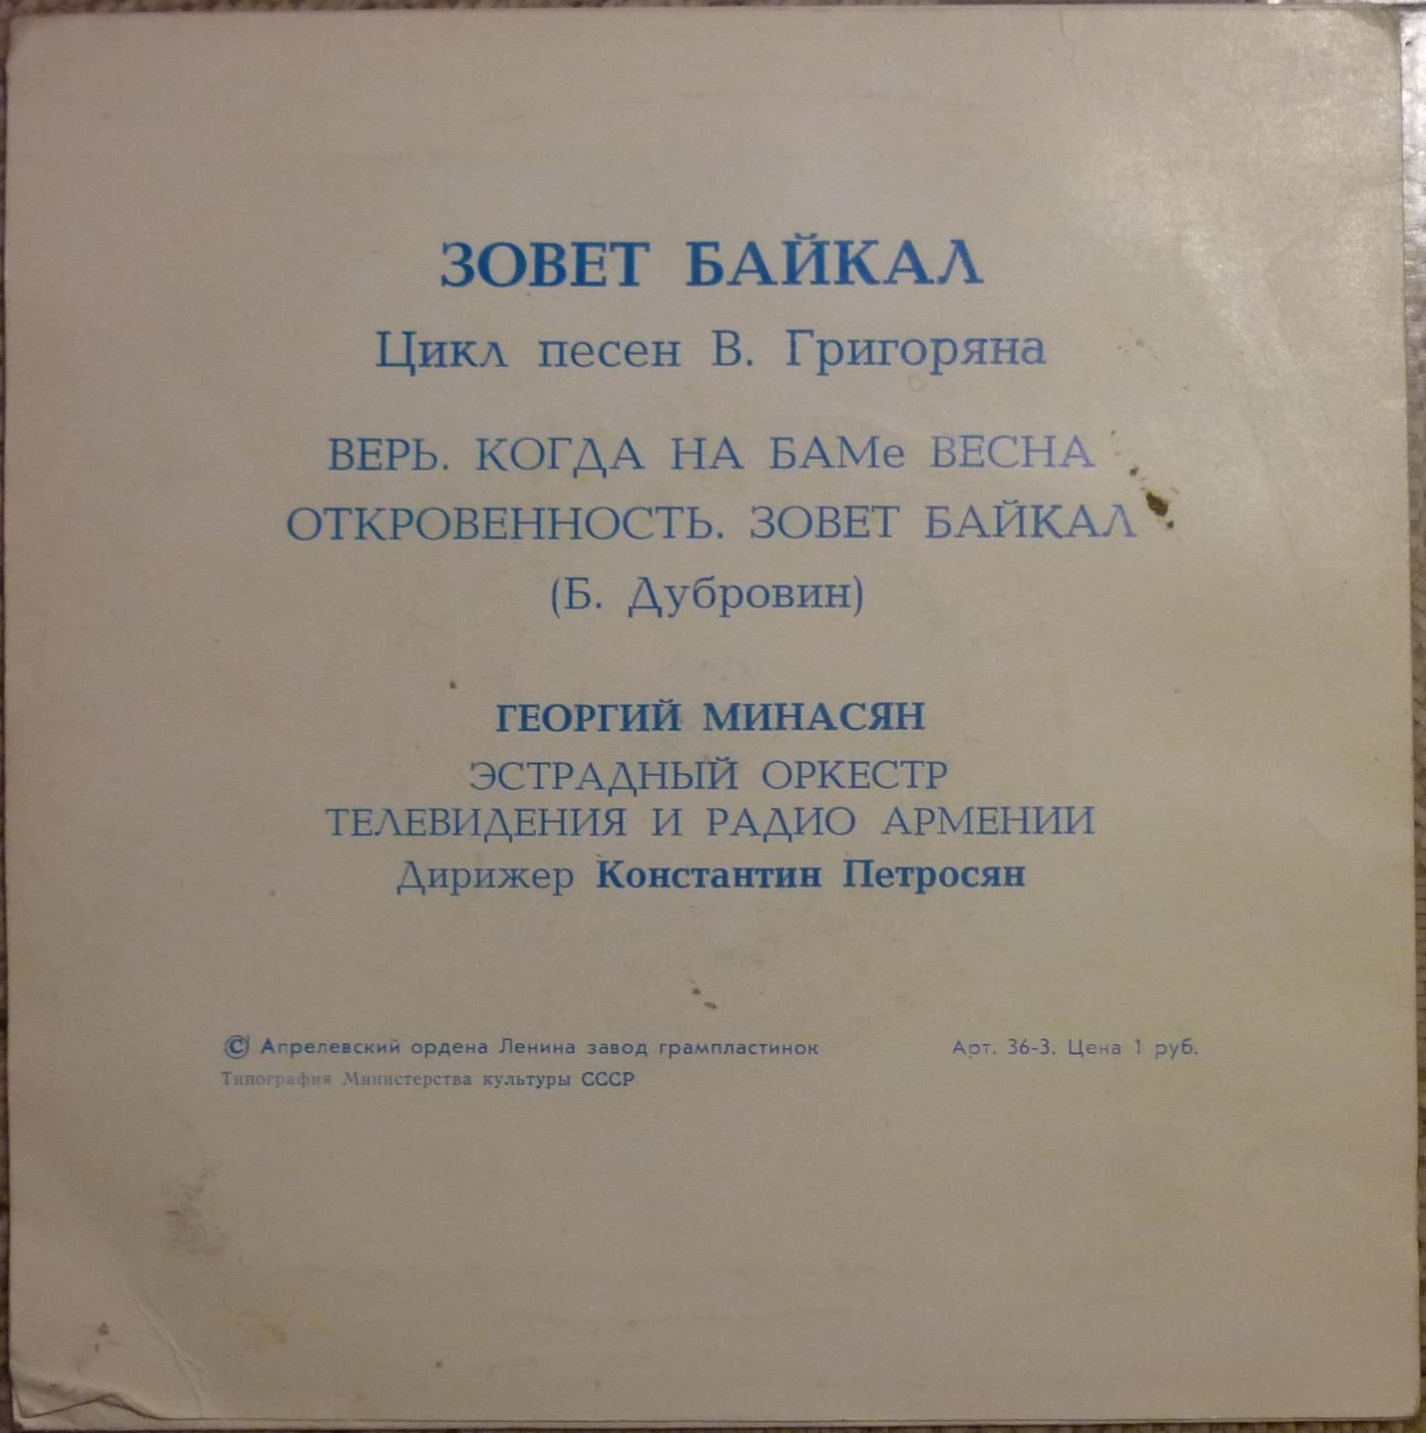 ЗОВЕТ БАЙКАЛ
Цикл песен В. Григоряна
ВЕРЬ. КОГДА НА БАМе ВЕСНА
ОТКРОВЕННОСТЬ. ЗОВЕТ БАЙКАЛ
(Б. Дубровин)
ГЕОРГИЙ МИНАСЯН
ЭСТРАДНЫЙ ОРКЕСТР
ТЕЛЕВИДЕНИЯ И РАДИО АРМЕНИИ
Дирижер Константин Петросян
© Апрелевский ордена Ленина завод грампластинок Арт. 36-3. Цена 1 руб.
Типография Министерства культуры СССР